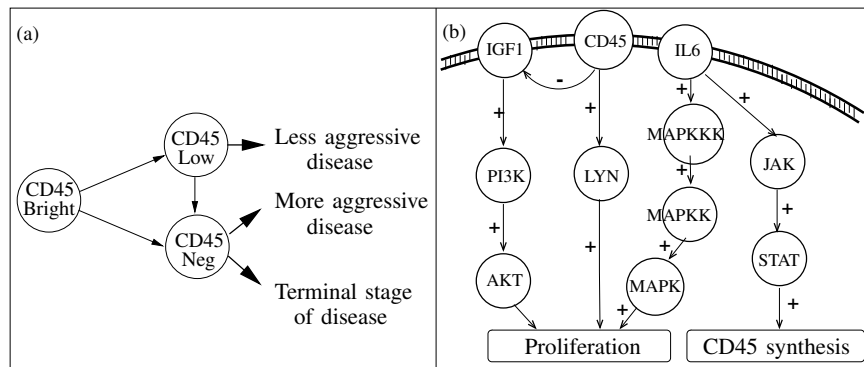 (a)
CD45
Bright
CD45
Low
CD45
Neg
Less aggressive
disease
More aggressive
disease
Terminal stage
of disease
(b)
IGF1
CD45
IL6
-
+
+
+
+
MAPKKK
PI3K
LYN
+
JAK
MAPKK
+
+
+
+
AKT
MAPK
STAT
+
+
Proliferation
CD45 synthesis